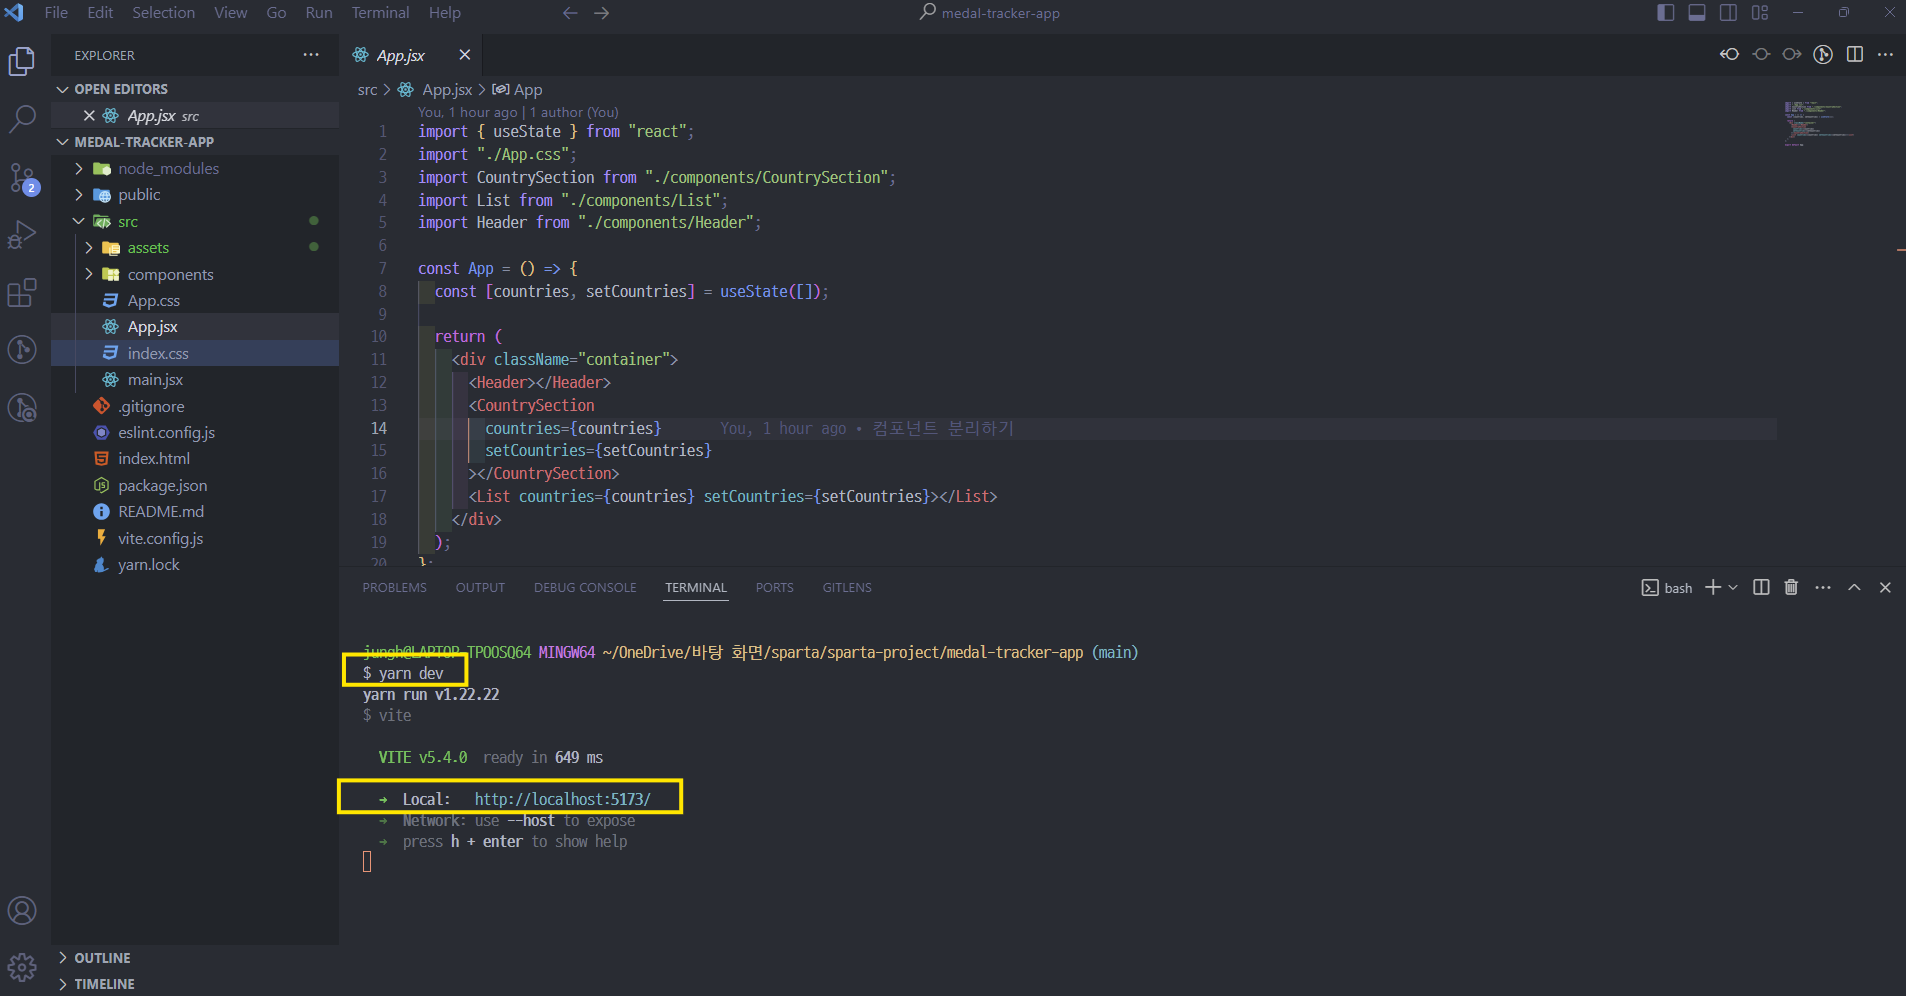 File Edit Selection View Go Run Terminal Help
medal-tracker-app
EXPLORER
OPEN EDITORS
App.jsx src
MEDAL-TRACKER-APP
node_modules
public
src
assets
components
App.css
App.jsx
index.css
main.jsx
.gitignore
eslint.config.js
index.html
package.json
README.md
vite.config.js
yarn.lock
OUTLINE
TIMELINE
2
App.jsx
src > App.jsx > App
You, 1 hour ago | 1 author (You)
1 import { useState } from "react";
2 import "./App.css";
3 import CountrySection from "./components/CountrySection";
4 import List from "./components/List";
5 import Header from "./components/Header";
6
7 const App = () => {
8 const [countries, setCountries] = useState([]);
9
10 return (
11 <div className="container">
12 <Header></Header>
13 <CountrySection
14 countries={countries} You, 1 hour ago • 컴포넌트 분리하기
15 setCountries={setCountries}
16 ></CountrySection>
17 <List countries={countries} setCountries={setCountries}></List>
18 </div>
19 );
20 };
PROBLEMS OUTPUT DEBUG CONSOLE TERMINAL PORTS GITLENS
bash
jungh@LAPTOP-TPOOSQ64 MINGW64 ~/OneDrive/바탕 화면/sparta/sparta-project/medal-tracker-app (main)
$ yarn dev
yarn run v1.22.22
$ vite
VITE v5.4.0 ready in 649 ms
➜ Local: http://localhost:5173/
➜ Network: use --host to expose
➜ press h + enter to show help